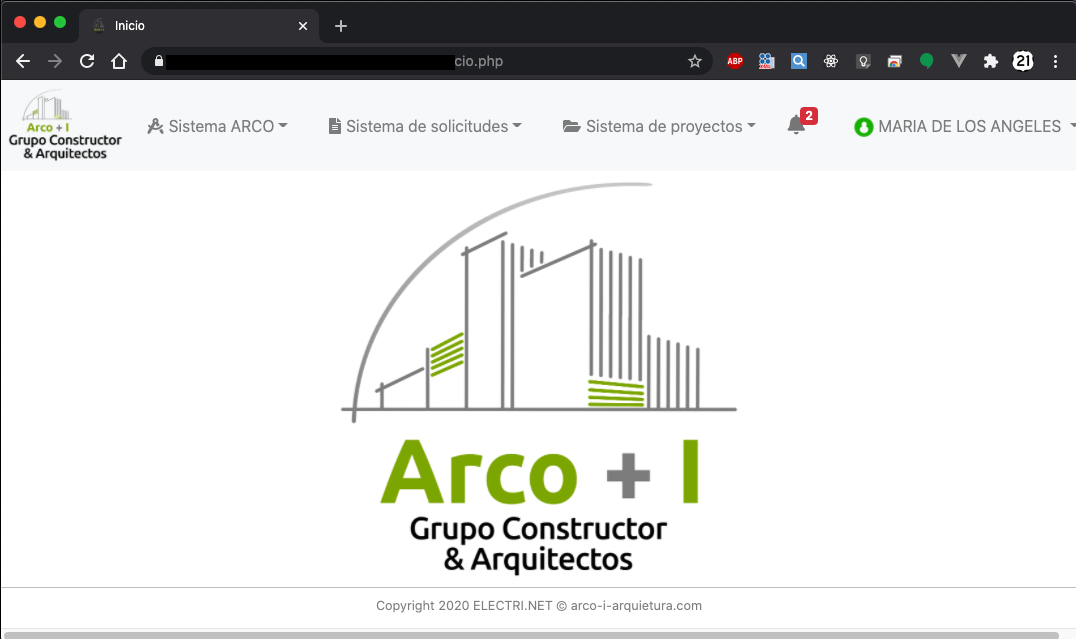 Inicio
cio.php
ABP
21
Arco + I
Grupo Constructor
& Arquitectos
Sistema ARCO
Sistema de solicitudes
Sistema de proyectos
2
MARIA DE LOS ANGELES
Arco + I
Grupo Constructor
& Arquitectos
Copyright 2020 ELECTRI.NET © arco-i-arquietura.com